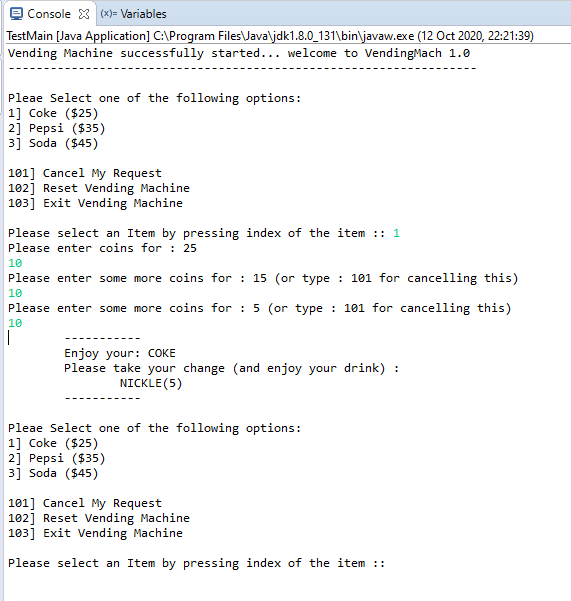 Console (x)= Variables
TestMain [Java Application] C:\Program Files\Java\jdk1.8.0_131\bin\javaw.exe (12 Oct 2020, 22:21:39)
Vending Machine successfully started... welcome to VendingMach 1.0
-------------------------------------------------------------------
Pleae Select one of the following options:
1] Coke ($25)
2] Pepsi ($35)
3] Soda ($45)
101] Cancel My Request
102] Reset Vending Machine
103] Exit Vending Machine
Please select an Item by pressing index of the item :: 1
Please enter coins for : 25
10
Please enter some more coins for : 15 (or type : 101 for cancelling this)
10
Please enter some more coins for : 5 (or type : 101 for cancelling this)
10
-----------
Enjoy your: COKE
Please take your change (and enjoy your drink) :
NICKLE(5)
-----------
Pleae Select one of the following options:
1] Coke ($25)
2] Pepsi ($35)
3] Soda ($45)
101] Cancel My Request
102] Reset Vending Machine
103] Exit Vending Machine
Please select an Item by pressing index of the item ::